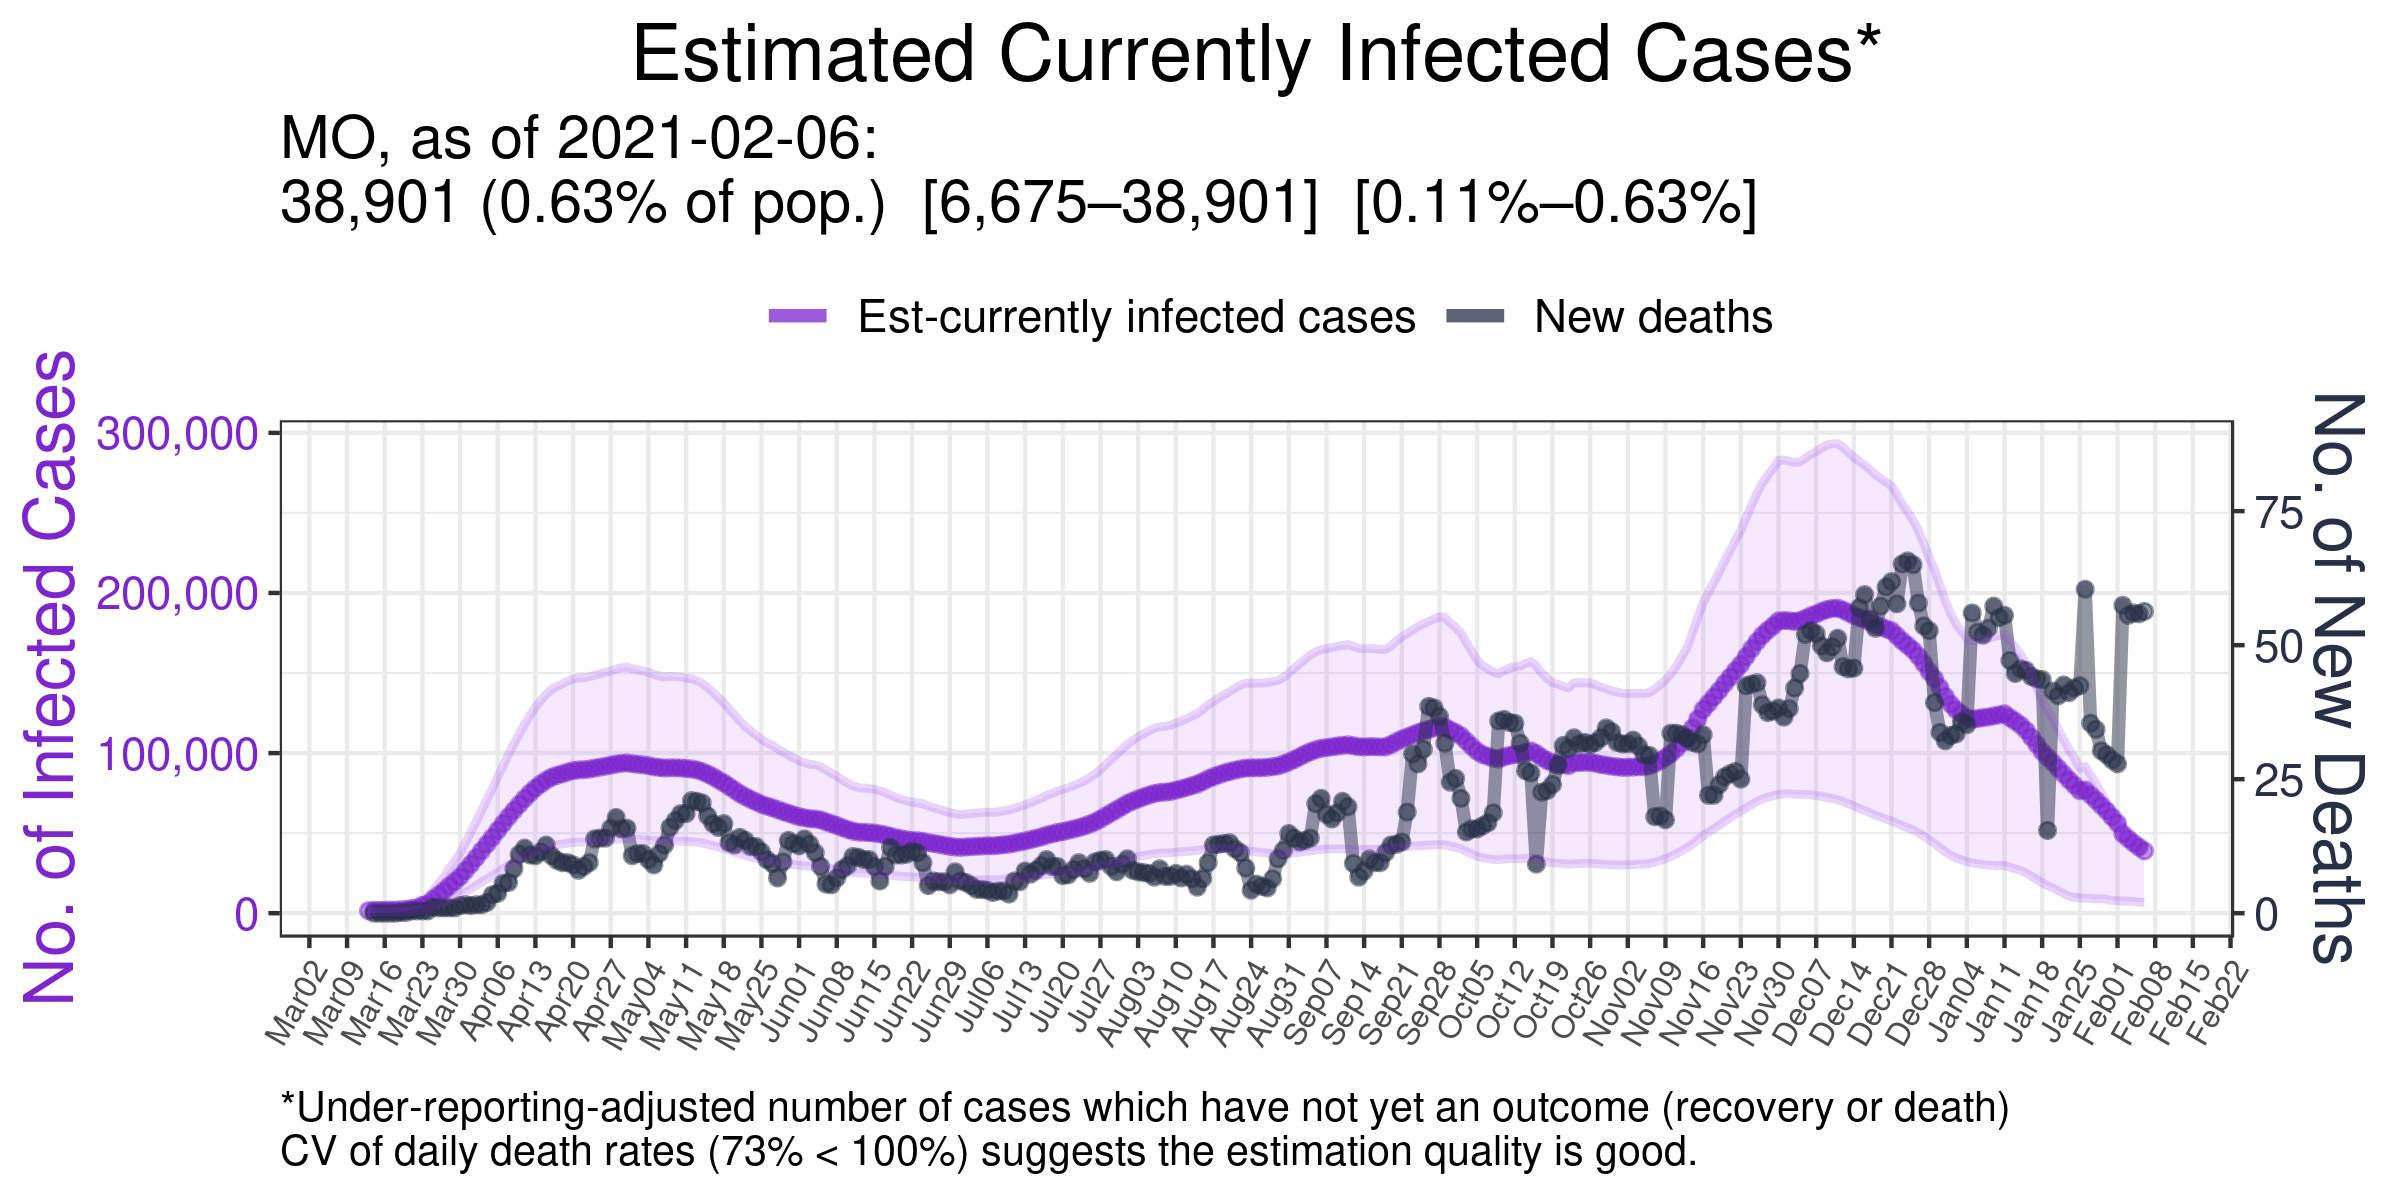 Estimated Currently Infected Cases*
MO, as of 2021-02-06:
38,901 (0.63% of pop.) [6,675–38,901] [0.11%–0.63%]
Est-currently infected cases
New deaths
No. of Infected Cases
300,000
200,000
100,000
0
No. of New Deaths
75
50
25
0
Mar02
Mar09
Mar16
Mar23
Mar30
Apr06
Apr13
Apr20
Apr27
May04
May11
May18
May25
Jun01
Jun08
Jun15
Jun22
Jun29
Jul06
Jul13
Jul20
Jul27
Aug03
Aug10
Aug17
Aug24
Aug31
Sep07
Sep14
Sep21
Sep28
Oct05
Oct12
Oct19
Oct26
Nov02
Nov09
Nov16
Nov23
Nov30
Dec07
Dec14
Dec21
Dec28
Jan04
Jan11
Jan18
Jan25
Feb01
Feb08
Feb15
Feb22
*Under-reporting-adjusted number of cases which have not yet an outcome (recovery or death)
CV of daily death rates (73% < 100%) suggests the estimation quality is good.